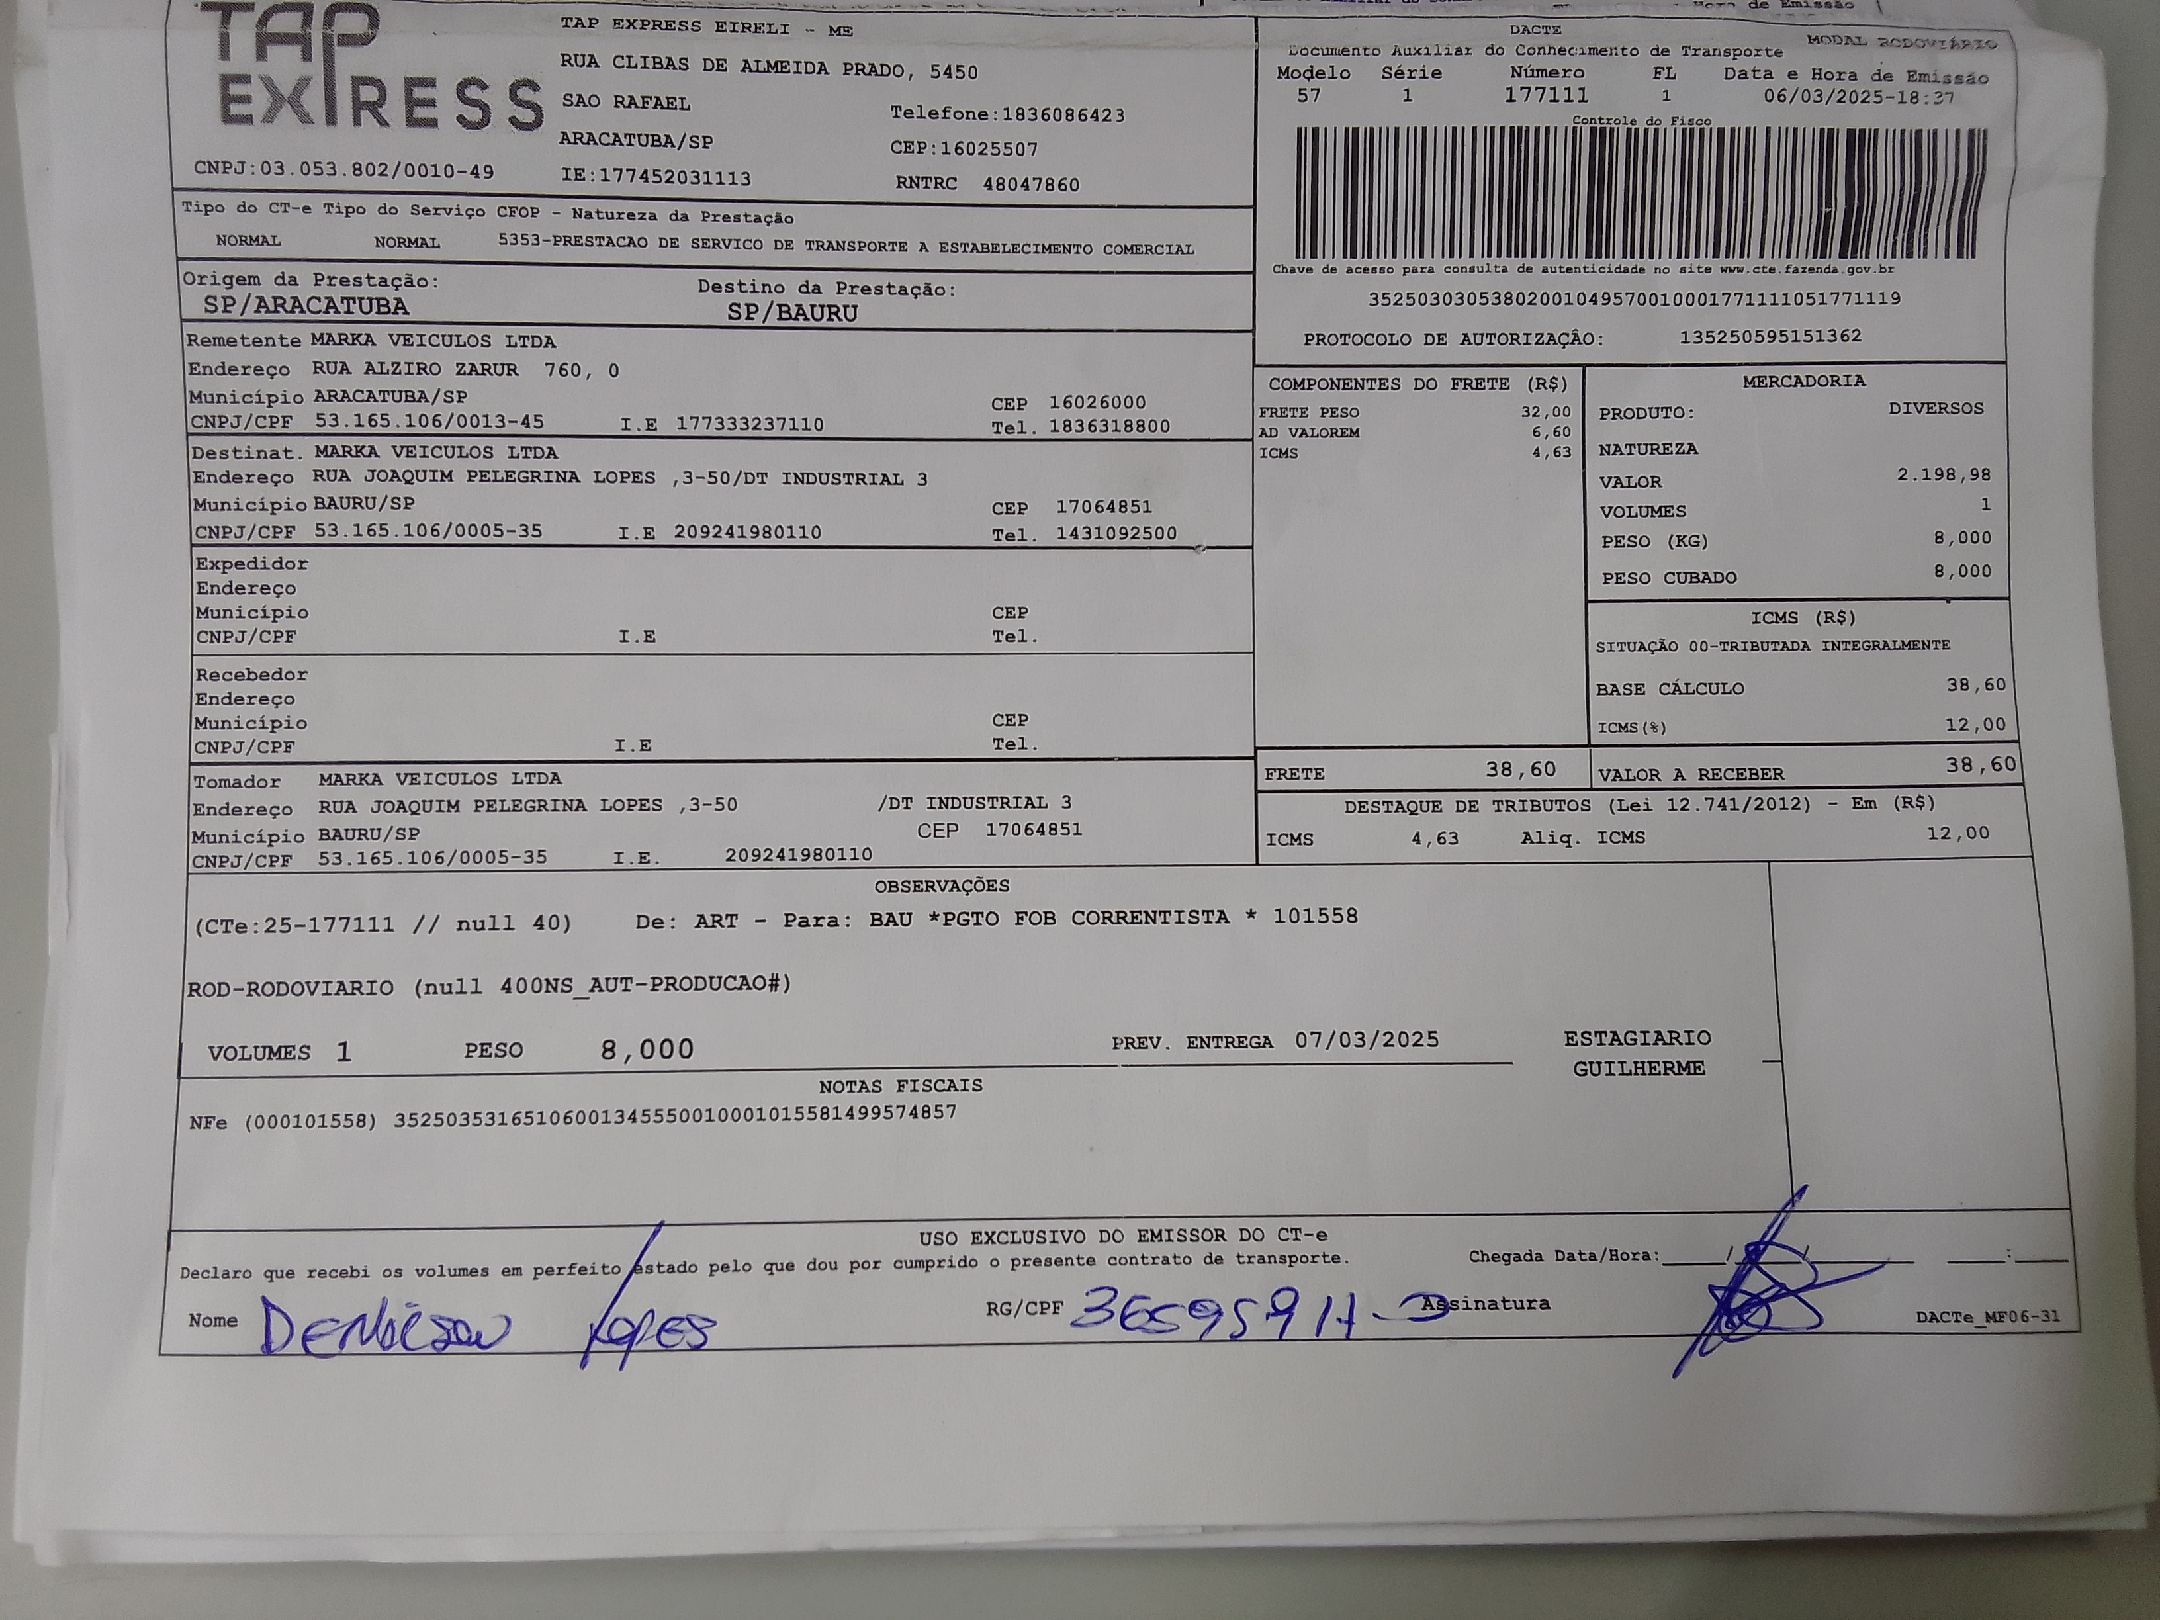 TAP EXPRESS
TAP EXPRESS EIRELI - ME
RUA CLIBAS DE ALMEIDA PRADO, 5450
SAO RAFAEL
Telefone:1836086423
ARACATUBA/SP
CEP:16025507
CNPJ:03.053.802/0010-49
IE:177452031113
RNTRC 48047860
Hora de Emissão
DACTE
MODAL RODOVIÁRIO
Documento Auxiliar do Conhecimento de Transporte
Modelo Série Número FL Data e Hora de Emissão
57 1 177111 1 06/03/2025-18:37
Controle do Fisco
Chave de acesso para consulta de autenticidade no site www.cte.fazenda.gov.br
35250303053802001049570010001771111051771119
PROTOCOLO DE AUTORIZAÇÂO: 135250595151362
Tipo do CT-e Tipo do Serviço CFOP - Natureza da Prestação
NORMAL NORMAL 5353-PRESTACAO DE SERVICO DE TRANSPORTE A ESTABELECIMENTO COMERCIAL
Origem da Prestação: Destino da Prestação:
SP/ARACATUBA SP/BAURU
Remetente MARKA VEICULOS LTDA
Endereço RUA ALZIRO ZARUR 760, 0
Município ARACATUBA/SP CEP 16026000
CNPJ/CPF 53.165.106/0013-45 I.E 177333237110 Tel. 1836318800
Destinat. MARKA VEICULOS LTDA
Endereço RUA JOAQUIM PELEGRINA LOPES ,3-50/DT INDUSTRIAL 3
Município BAURU/SP CEP 17064851
CNPJ/CPF 53.165.106/0005-35 I.E 209241980110 Tel. 1431092500
Expedidor
Endereço
Município CEP
CNPJ/CPF I.E Tel.
Recebedor
Endereço
Município CEP
CNPJ/CPF I.E Tel.
Tomador MARKA VEICULOS LTDA
Endereço RUA JOAQUIM PELEGRINA LOPES ,3-50 /DT INDUSTRIAL 3
Município BAURU/SP CEP 17064851
CNPJ/CPF 53.165.106/0005-35 I.E. 209241980110
COMPONENTES DO FRETE (R$)
FRETE PESO 32,00
AD VALOREM 6,60
ICMS 4,63
MERCADORIA
PRODUTO: DIVERSOS
NATUREZA
VALOR 2.198,98
VOLUMES 1
PESO (KG) 8,000
PESO CUBADO 8,000
ICMS (R$)
SITUAÇÃO 00-TRIBUTADA INTEGRALMENTE
BASE CÁLCULO 38,60
ICMS(%) 12,00
FRETE 38,60 VALOR A RECEBER 38,60
DESTAQUE DE TRIBUTOS (Lei 12.741/2012) - Em (R$)
ICMS 4,63 Aliq. ICMS 12,00
OBSERVAÇÕES
(CTe:25-177111 // null 40) De: ART - Para: BAU *PGTO FOB CORRENTISTA * 101558
ROD-RODOVIARIO (null 400NS_AUT-PRODUCAO#)
VOLUMES 1 PESO 8,000 PREV. ENTREGA 07/03/2025 ESTAGIARIO
GUILHERME
NOTAS FISCAIS
NFe (000101558) 35250353165106001345550010001015581499574857
USO EXCLUSIVO DO EMISSOR DO CT-e
Declaro que recebi os volumes em perfeito estado pelo que dou por cumprido o presente contrato de transporte. Chegada Data/Hora:____/____/____ ____:____
Nome Lopes RG/CPF Assinatura
DACTe_MF06-31